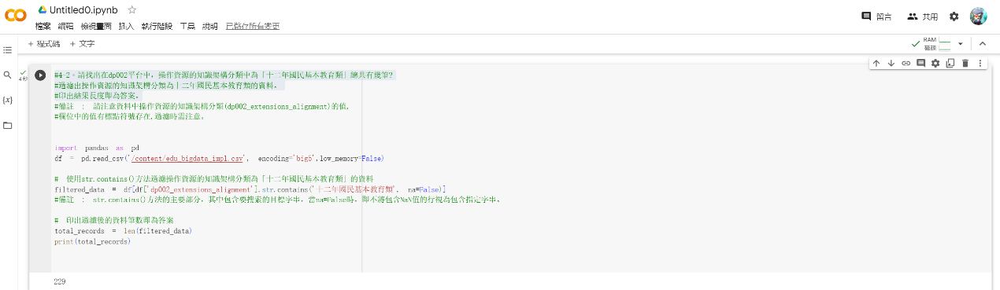 Untitled0.ipynb
檔案 編輯 檢視畫面 插入 執行階段 工具 說明 已儲存所有變更
留言 共用
+ 程式碼 + 文字
RAM
磁碟
4 秒
{x}
#4-2。請找出在dp002平台中，操作資源的知識架構分類中為「十二年國民基本教育類」總共有幾筆?
#過濾出操作資源的知識架構分類為十二年國民基本教育類的資料。
#印出結果長度即為答案。
#備註 : 請注意資料中操作資源的知識架構分類(dp002_extensions_alignment)的值,
#欄位中的值有標點符號存在,過濾時需注意。
import pandas as pd
df = pd.read_csv('/content/edu_bigdata_imp1.csv', encoding='big5',low_memory=False)
# 使用str.contains()方法過濾操作資源的知識架構分類為「十二年國民基本教育類」的資料
filtered_data = df[df['dp002_extensions_alignment'].str.contains('十二年國民基本教育類', na=False)]
#備註 : str.contains()方法的主要部分，其中包含要搜索的目標字串，當na=False時，即不將包含NaN值的行視為包含指定字串。
# 印出過濾後的資料筆數即為答案
total_records = len(filtered_data)
print(total_records)
229